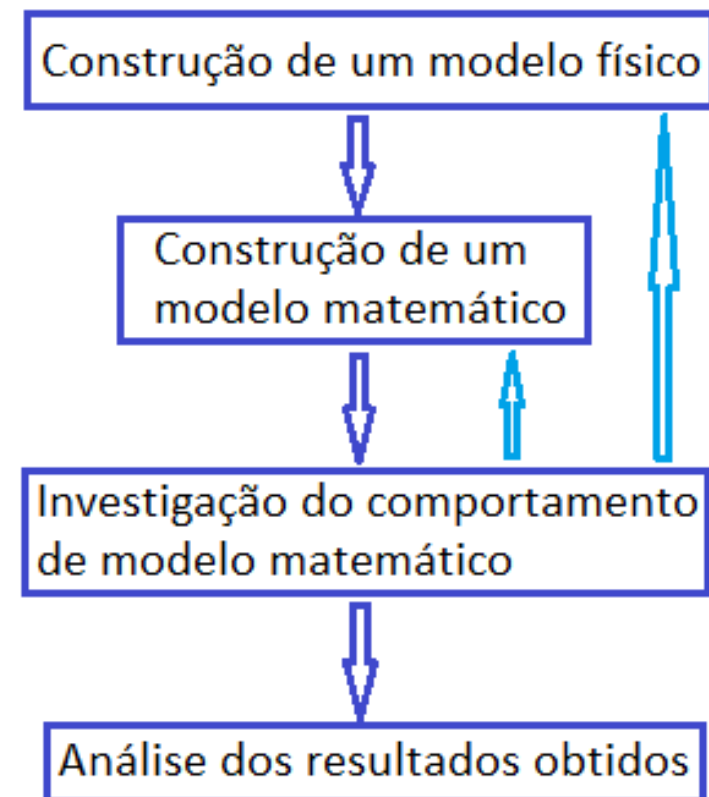 Construção de um modelo físico
Construção de um
modelo matemático
Investigação do comportamento
de modelo matemático
Análise dos resultados obtidos